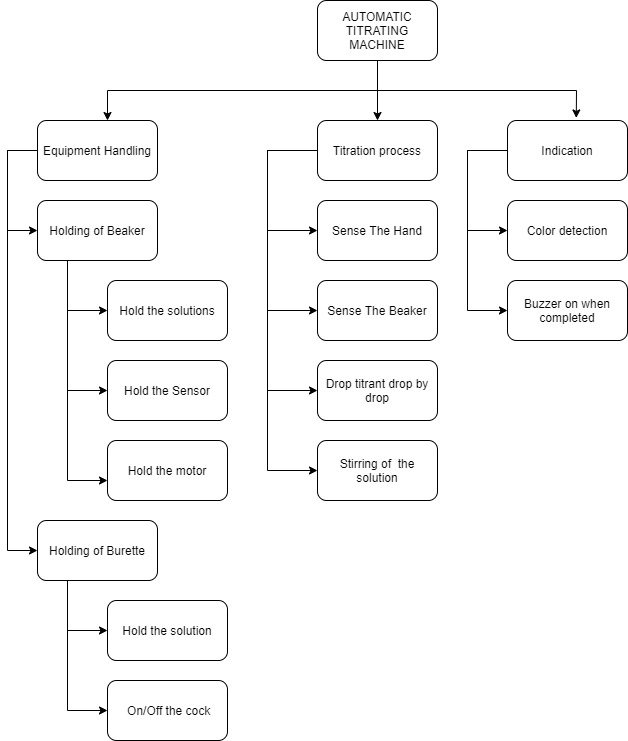 AUTOMATIC
TITRATING
MACHINE
Equipment Handling
Holding of Beaker
Hold the solutions
Hold the Sensor
Hold the motor
Holding of Burette
Hold the solution
On/Off the cock
Titration process
Sense The Hand
Sense The Beaker
Drop titrant drop by
drop
Stirring of the
solution
Indication
Color detection
Buzzer on when
completed